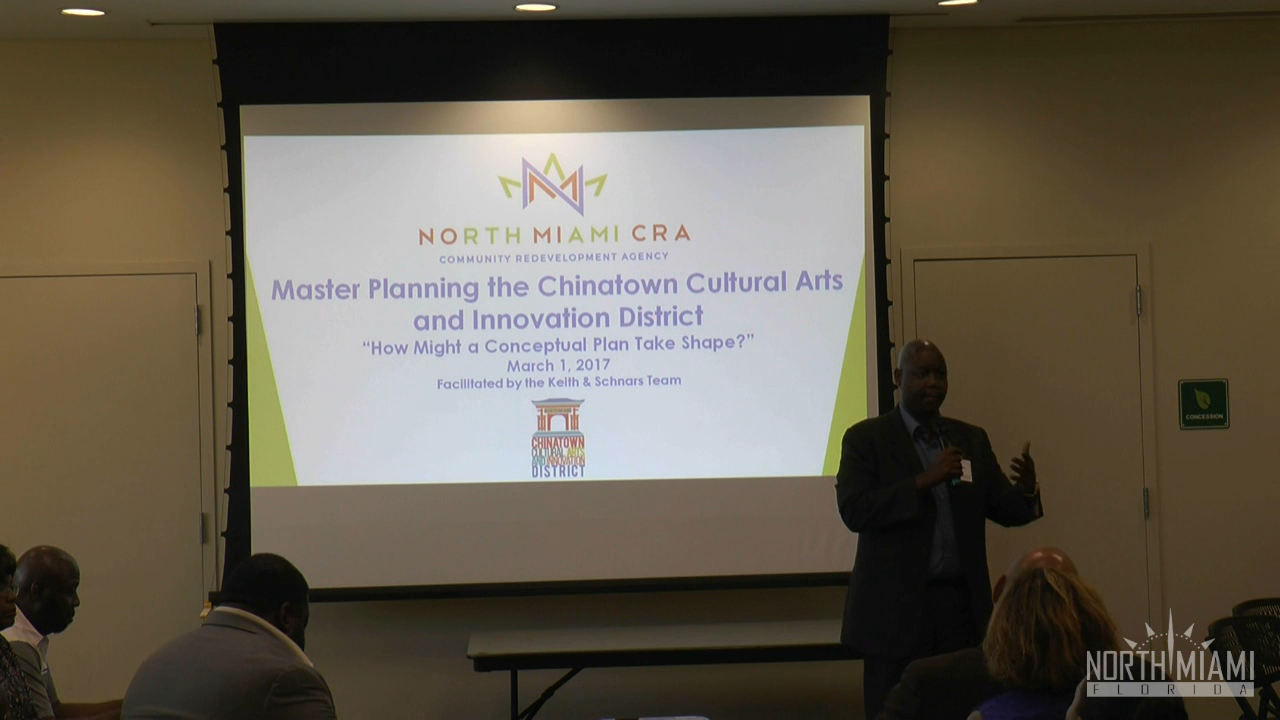 NORTH MIAMI CRA
COMMUNITY REDEVELOPMENT AGENCY
Master Planning the Chinatown Cultural Arts
and Innovation District
“How Might a Conceptual Plan Take Shape?”
March 1, 2017
Facilitated by the Keith & Schnars Team
CHINATOWN
CULTURAL ARTS
AND INNOVATION
DISTRICT
CONCESSION
NORTH MIAMI
FLORIDA